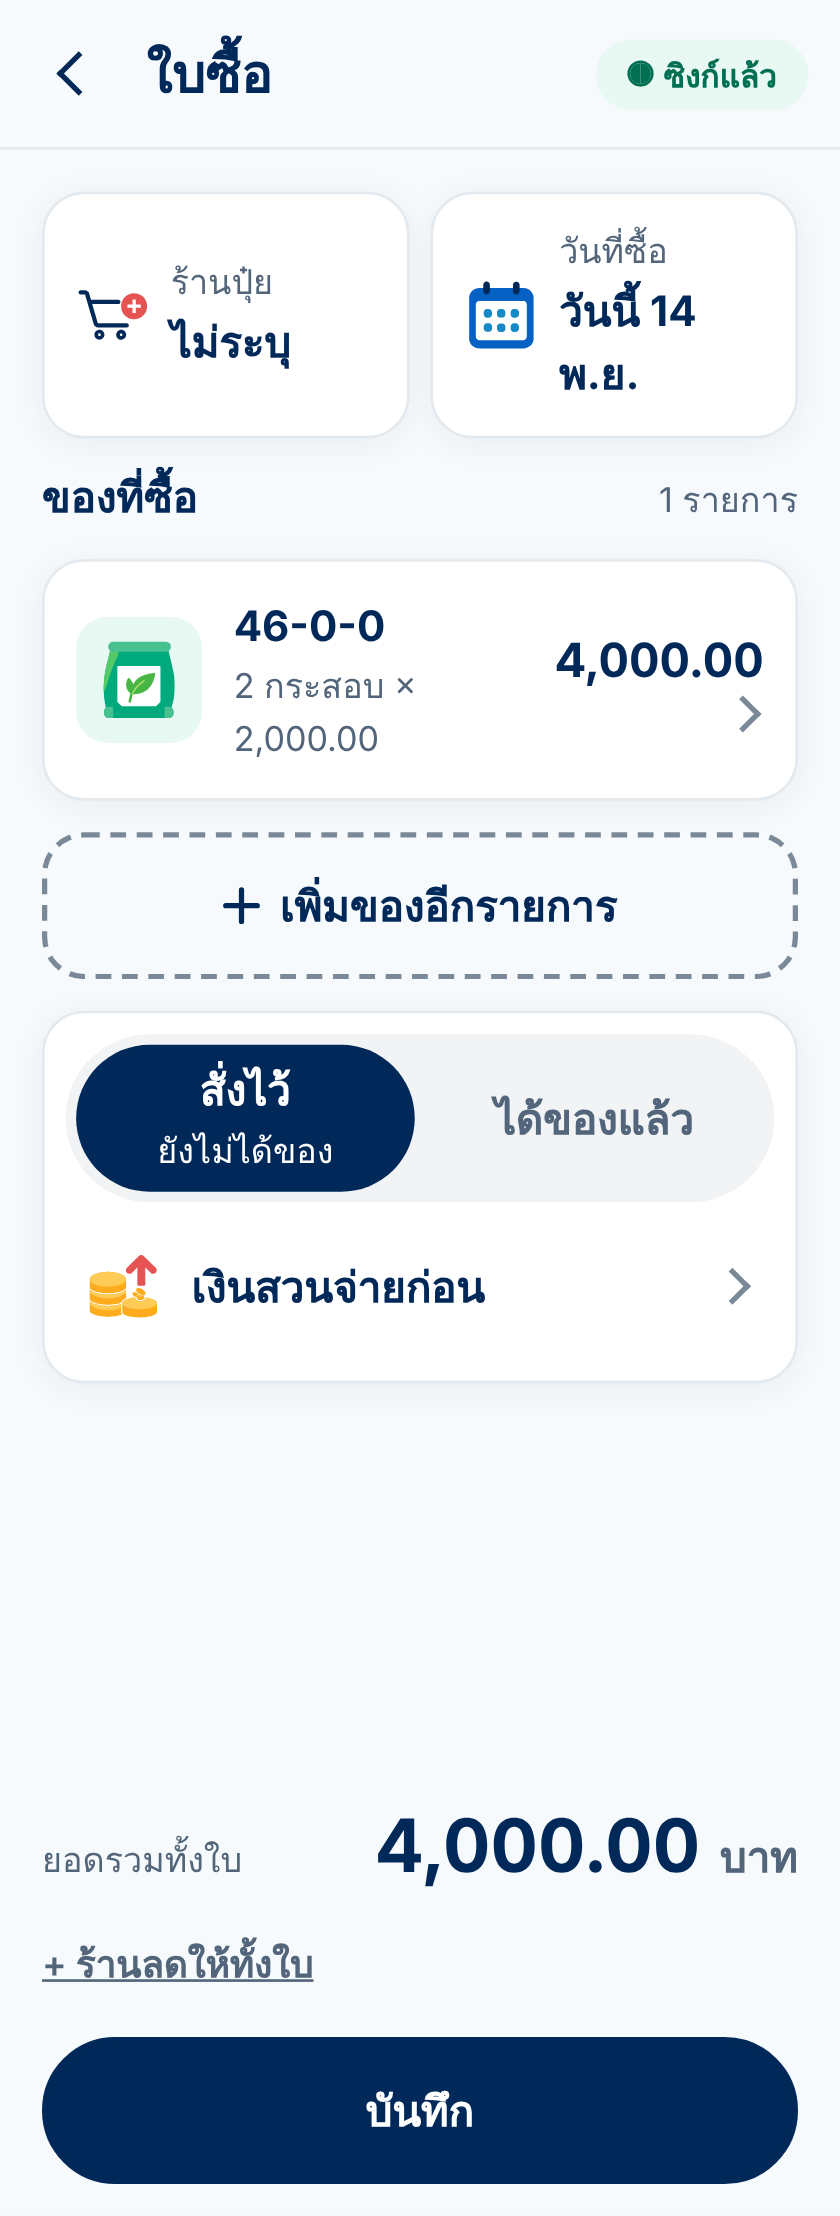 ใบซื้อ
ซิงก์แล้ว
ร้านปุ๋ย
ไม่ระบุ
วันที่ซื้อ
วันนี้ 14
พ.ย.
ของที่ซื้อ
1 รายการ
46-0-0
2 กระสอบ ×
2,000.00
4,000.00
+ เพิ่มของอีกรายการ
สั่งไว้
ยังไม่ได้ของ
ได้ของแล้ว
เงินสวนจ่ายก่อน
ยอดรวมทั้งใบ
4,000.00 บาท
+ ร้านลดให้ทั้งใบ
บันทึก